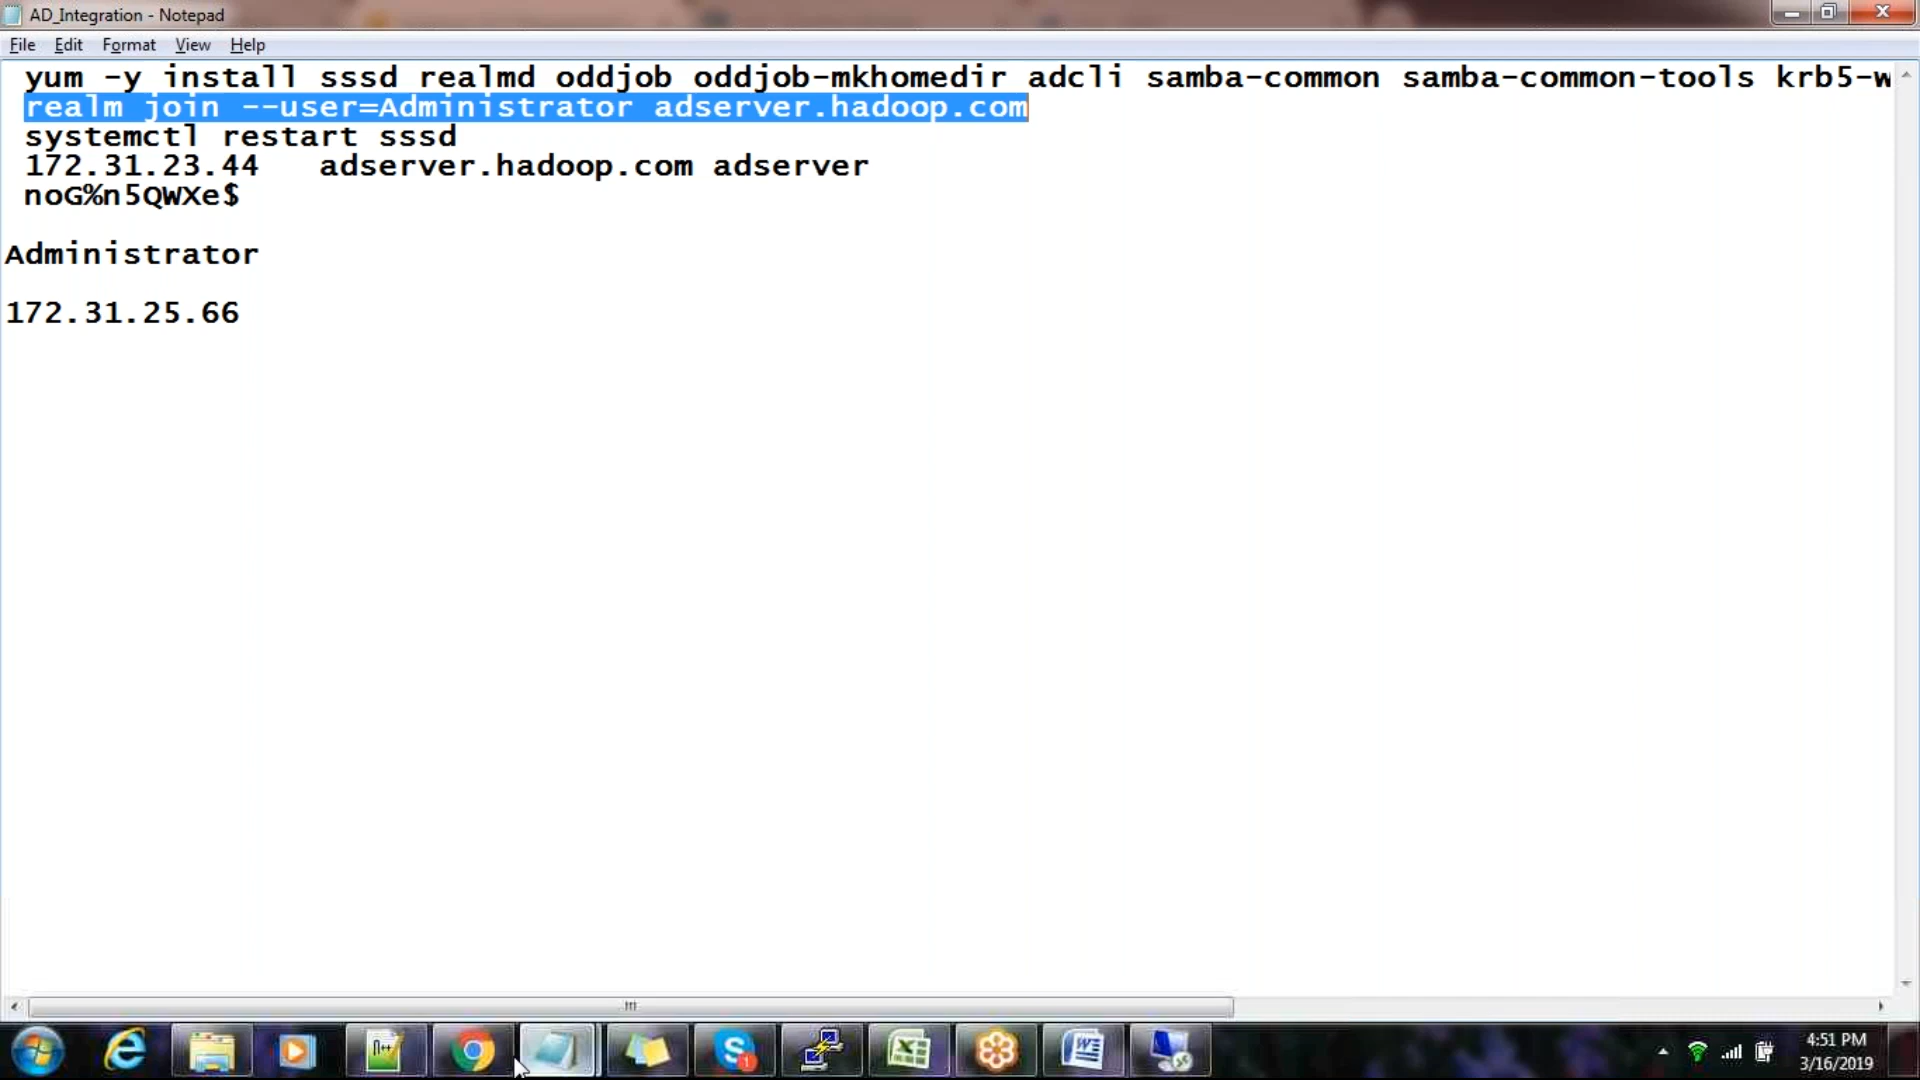 AD_Integration - Notepad
File Edit Format View Help
yum -y install sssd realmd oddjob oddjob-mkhomedir adcli samba-common samba-common-tools krb5-w
realm join --user=Administrator adserver.hadoop.com
systemctl restart sssd
172.31.23.44 adserver.hadoop.com adserver
noG%n5QWXe$
Administrator
172.31.25.66
4:51 PM
3/16/2019